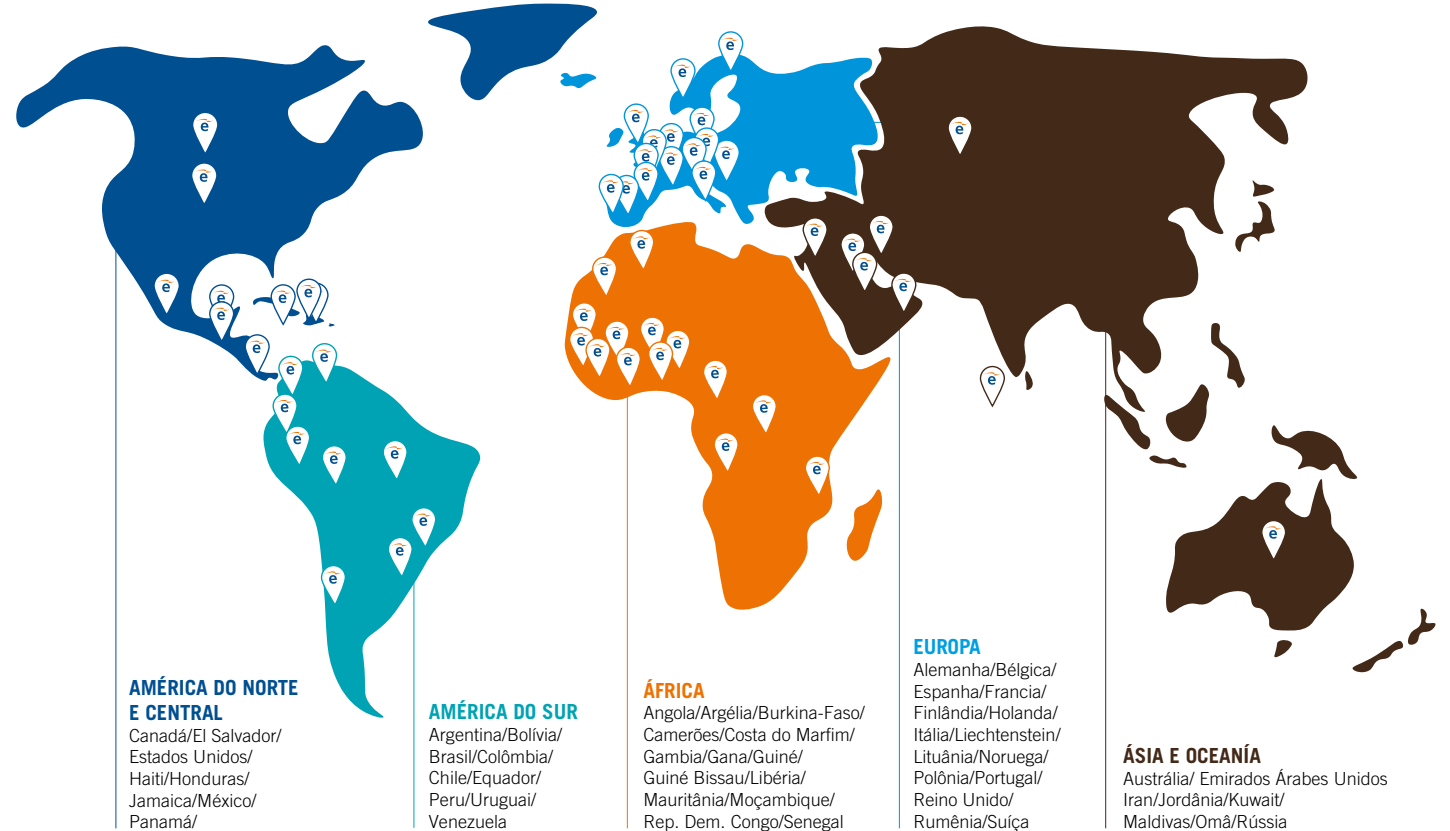 AMÉRICA DO NORTE
E CENTRAL
Canadá/El Salvador/
Estados Unidos/
Haiti/Honduras/
Jamaica/México/
Panamá/
AMÉRICA DO SUR
Argentina/Bolívia/
Brasil/Colômbia/
Chile/Equador/
Peru/Uruguai/
Venezuela
ÁFRICA
Angola/Argélia/Burkina-Faso/
Camerões/Costa do Marfim/
Gambia/Gana/Guiné/
Guiné Bissau/Libéria/
Mauritânia/Moçambique/
Rep. Dem. Congo/Senegal
EUROPA
Alemanha/Bélgica/
Espanha/Francia/
Finlândia/Holanda/
Itália/Liechtenstein/
Lituânia/Noruega/
Polônia/Portugal/
Reino Unido/
Rumênia/Suíça
ÁSIA E OCEANÍA
Austrália/ Emirados Árabes Unidos
Iran/Jordânia/Kuwait/
Maldivas/Omâ/Rússia